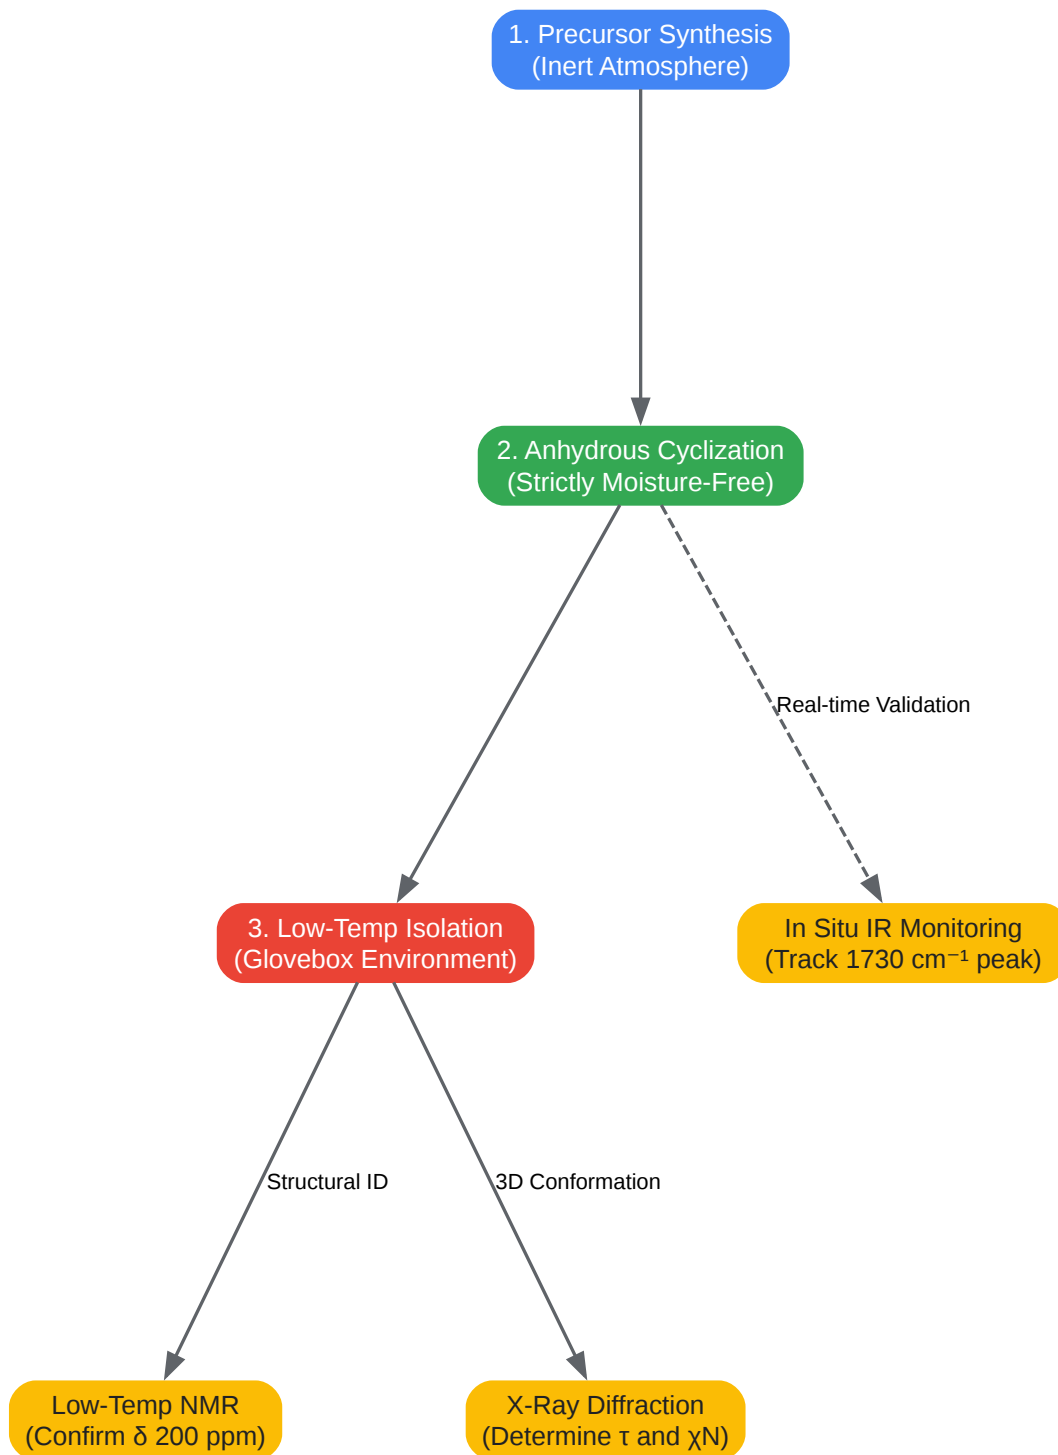 1. Precursor Synthesis
(Inert Atmosphere)
2. Anhydrous Cyclization
(Strictly Moisture-Free)
Real-time Validation
3. Low-Temp Isolation
(Glovebox Environment)
In Situ IR Monitoring
(Track 1730 cm⁻¹ peak)
Structural ID
3D Conformation
Low-Temp NMR
(Confirm δ 200 ppm)
X-Ray Diffraction
(Determine τ and χN)